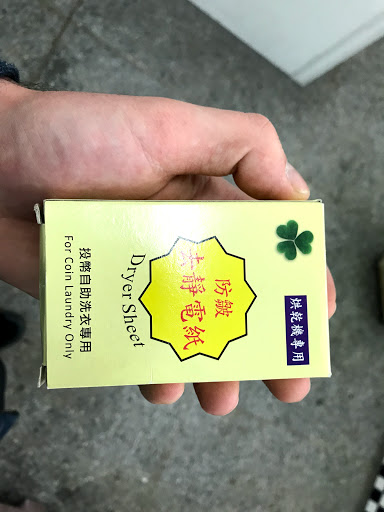 烘乾機專用
防皺
去靜電紙
Dryer Sheet
投幣自助洗衣專用
For Coin Laundry Only